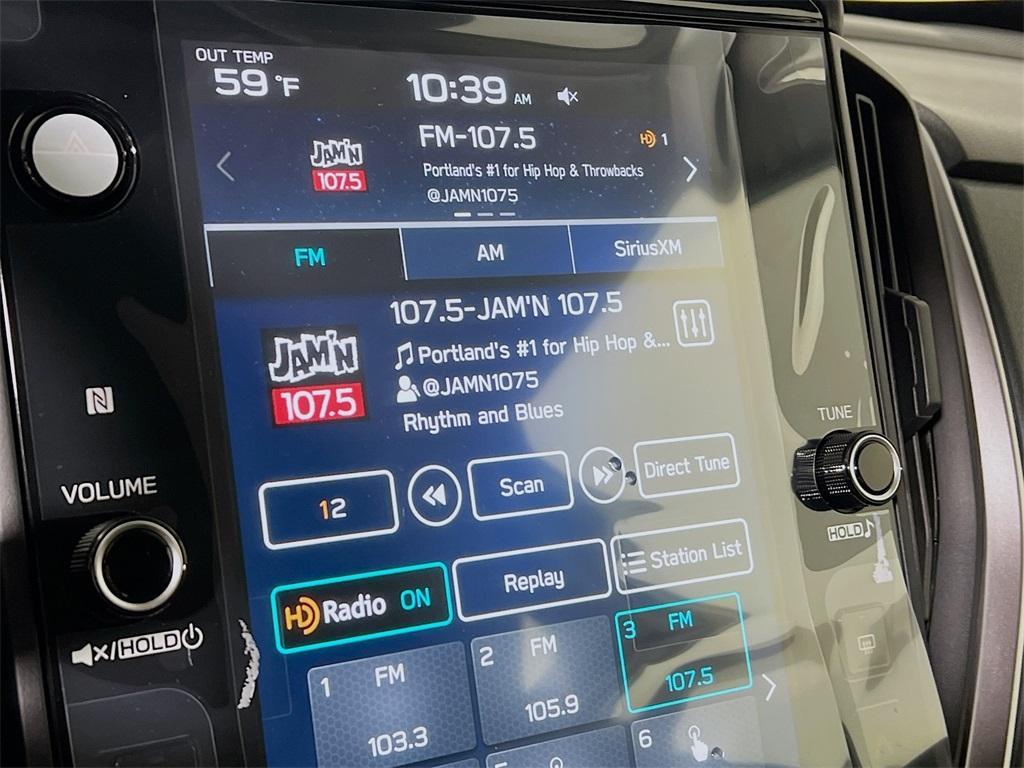 OUT TEMP
59 °F
10:39 AM
JAM'N
107.5
FM-107.5
HD 1
Portland's #1 for Hip Hop & Throwbacks
@JAMN1075
FM
AM
SiriusXM
JAM'N
107.5
107.5-JAM'N 107.5
Portland's #1 for Hip Hop &...
@JAMN1075
Rhythm and Blues
12
Scan
Direct Tune
HD Radio ON
Replay
Station List
1 FM
103.3
2 FM
105.9
3 FM
107.5
5
6
N
VOLUME
/HOLD
TUNE
HOLD